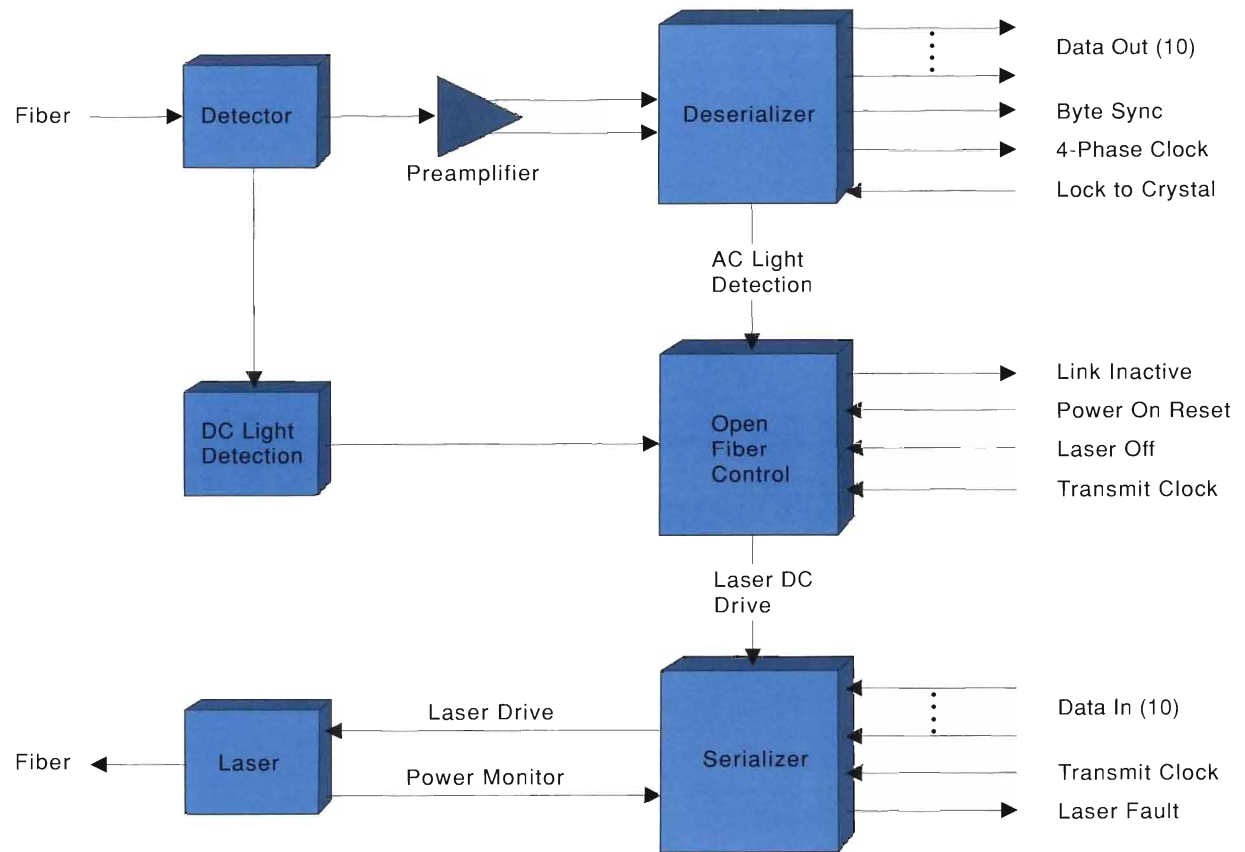 Data Out (10)
Fiber
Detector
Preamplifier
Deserializer
Byte Sync
4-Phase Clock
Lock to Crystal
AC Light
Detection
DC Light
Detection
Open
Fiber
Control
Link Inactive
Power On Reset
Laser Off
Transmit Clock
Laser DC
Drive
Fiber
Laser
Laser Drive
Power Monitor
Serializer
Data In (10)
Transmit Clock
Laser Fault